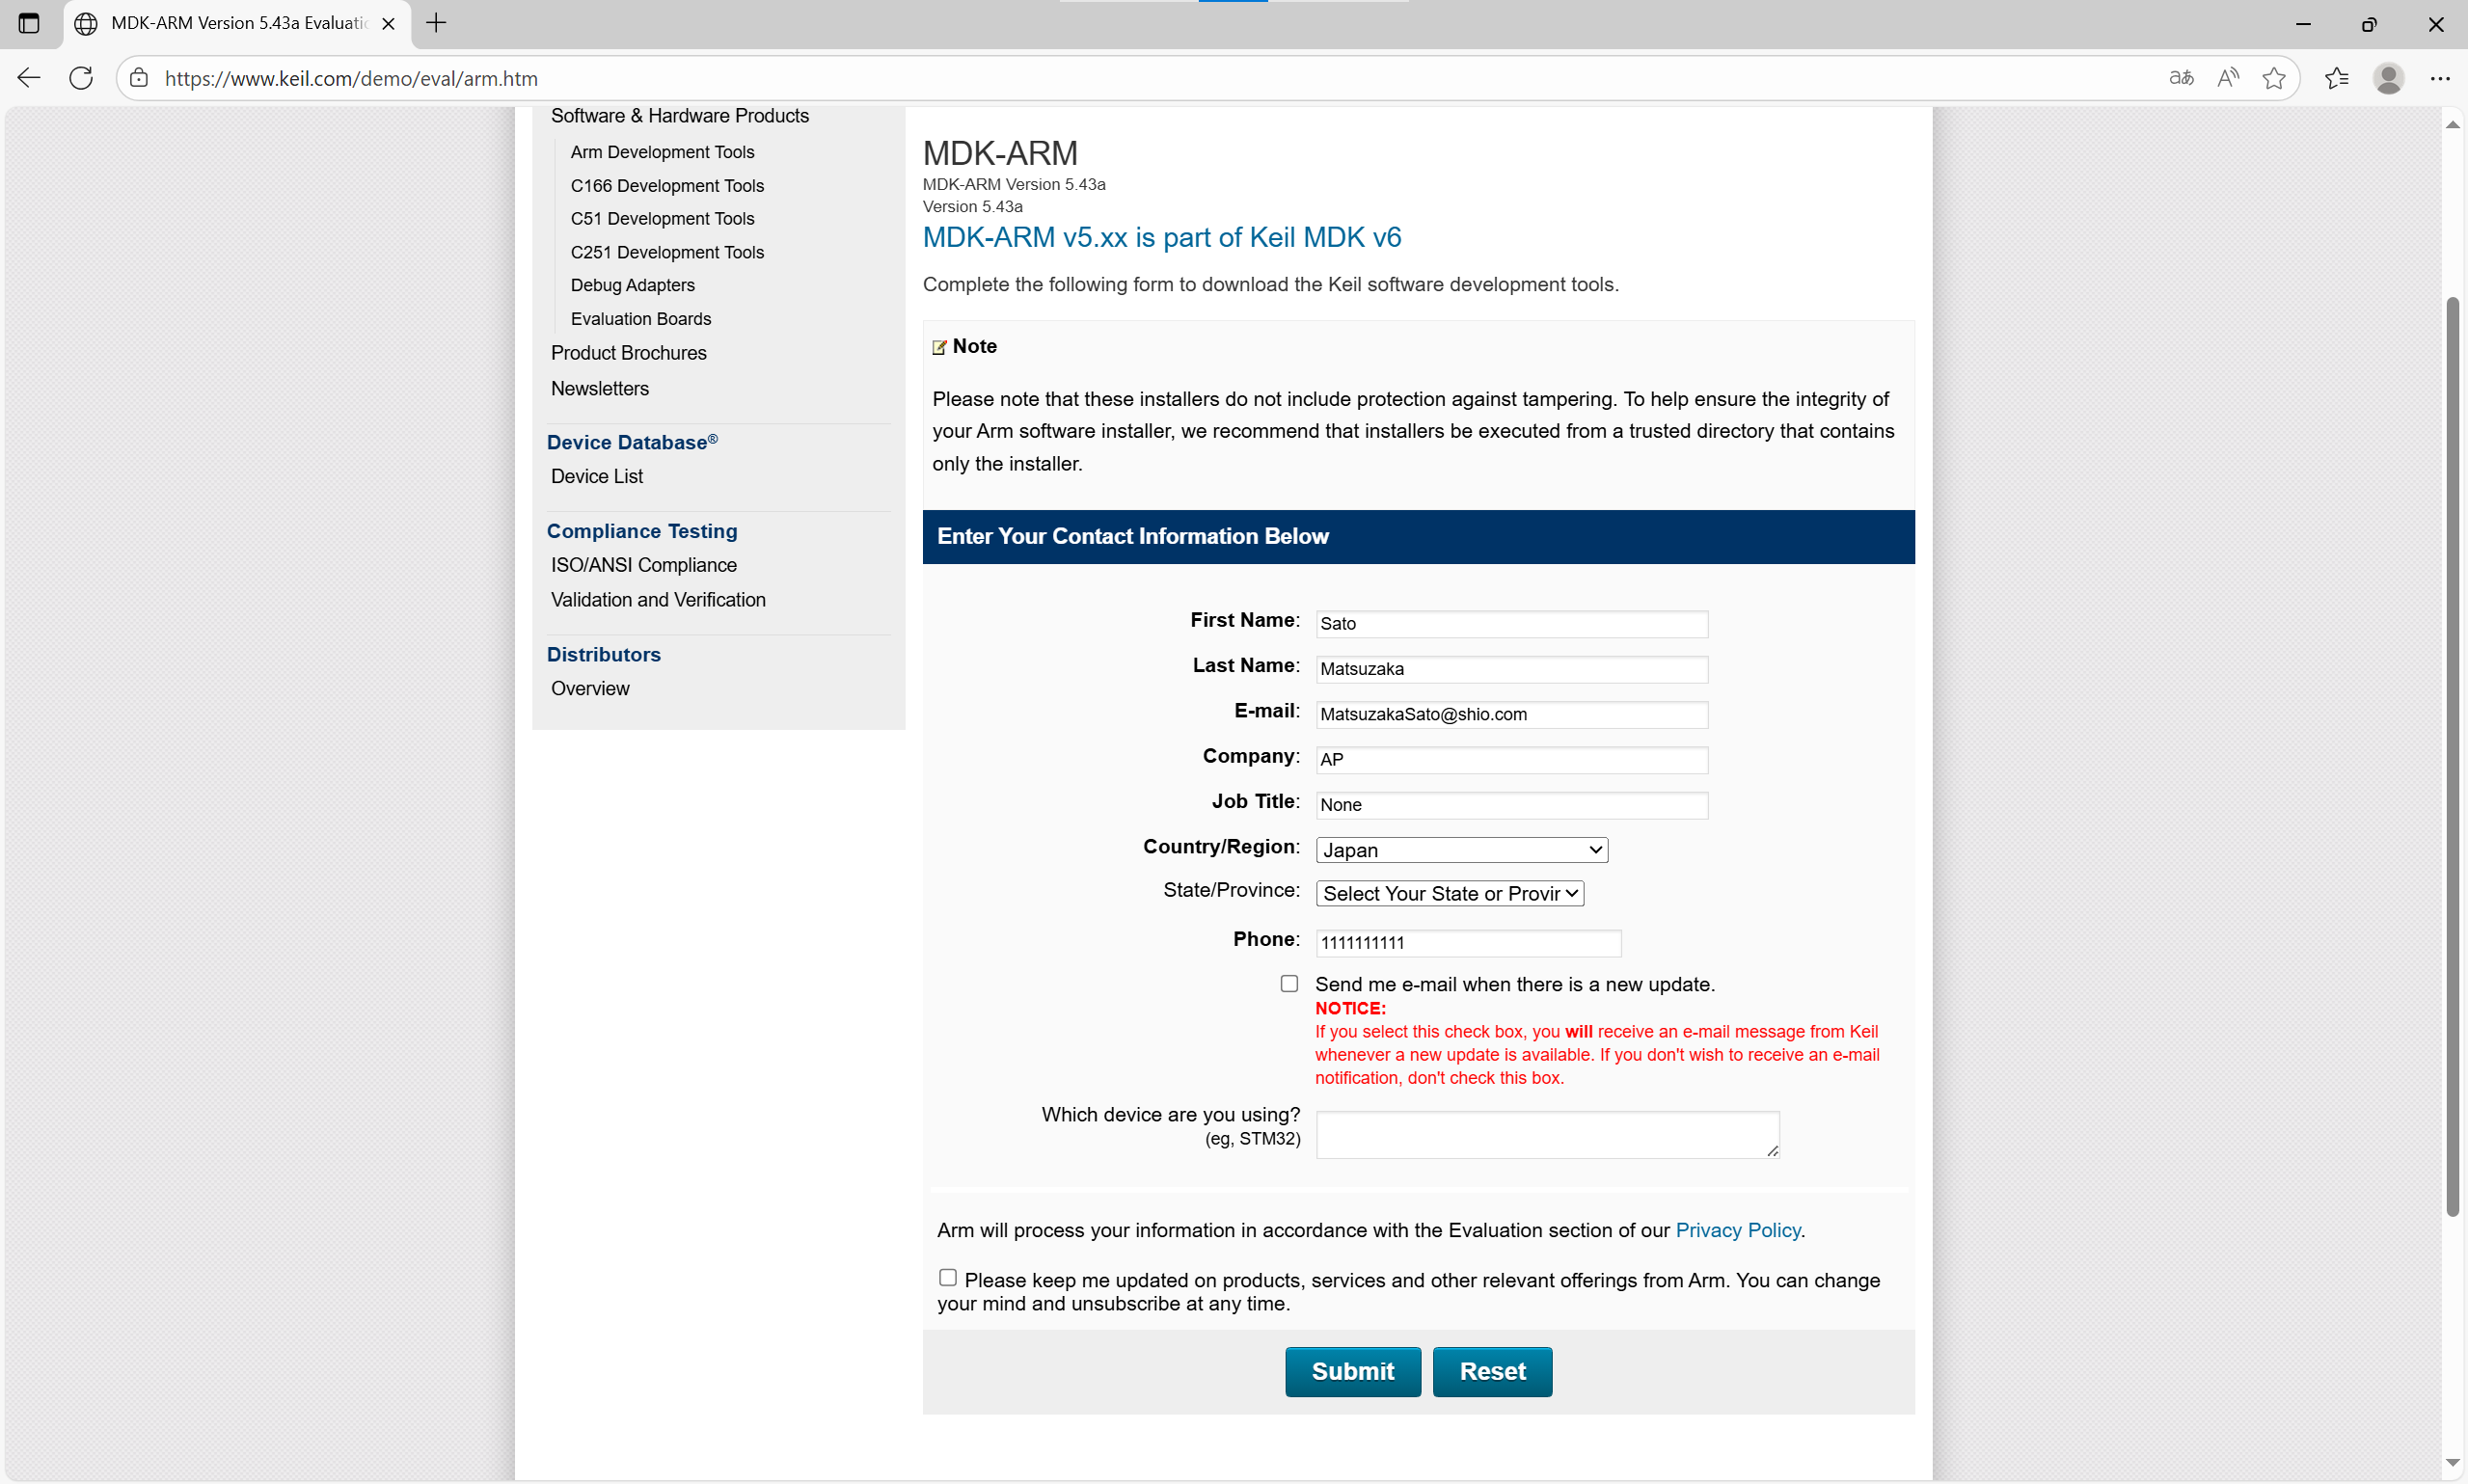 MDK-ARM Version 5.43a Evaluatio
https://www.keil.com/demo/eval/arm.htm
Software & Hardware Products
Arm Development Tools
C166 Development Tools
C51 Development Tools
C251 Development Tools
Debug Adapters
Evaluation Boards
Product Brochures
Newsletters
Device Database®
Device List
Compliance Testing
ISO/ANSI Compliance
Validation and Verification
Distributors
Overview
MDK-ARM
MDK-ARM Version 5.43a
Version 5.43a
MDK-ARM v5.xx is part of Keil MDK v6
Complete the following form to download the Keil software development tools.
Note
Please note that these installers do not include protection against tampering. To help ensure the integrity of
your Arm software installer, we recommend that installers be executed from a trusted directory that contains
only the installer.
Enter Your Contact Information Below
First Name: Sato
Last Name: Matsuzaka
E-mail: MatsuzakaSato@shio.com
Company: AP
Job Title: None
Country/Region: Japan
State/Province: Select Your State or Provir
Phone: 1111111111
Send me e-mail when there is a new update.
NOTICE:
If you select this check box, you will receive an e-mail message from Keil
whenever a new update is available. If you don't wish to receive an e-mail
notification, don't check this box.
Which device are you using?
(eg, STM32)
Arm will process your information in accordance with the Evaluation section of our Privacy Policy.
Please keep me updated on products, services and other relevant offerings from Arm. You can change
your mind and unsubscribe at any time.
Submit Reset